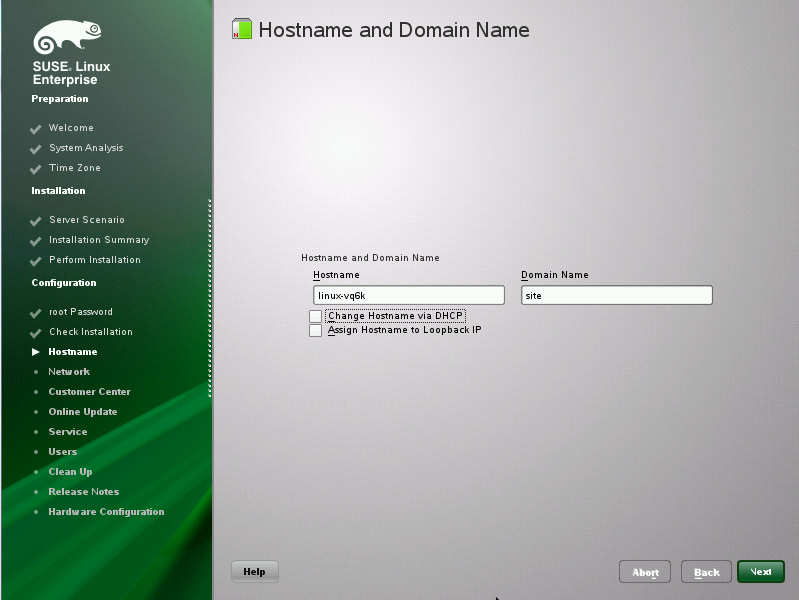 SUSE. Linux
Enterprise
Preparation
Welcome
System Analysis
Time Zone
Installation
Server Scenario
Installation Summary
Perform Installation
Configuration
root Password
Check Installation
Hostname
Network
Customer Center
Online Update
Service
Users
Clean Up
Release Notes
Hardware Configuration
N
Hostname and Domain Name
Hostname and Domain Name
Hostname
Domain Name
linux-vq6k
site
Change Hostname via DHCP
Assign Hostname to Loopback IP
Help
Abort
Back
Next